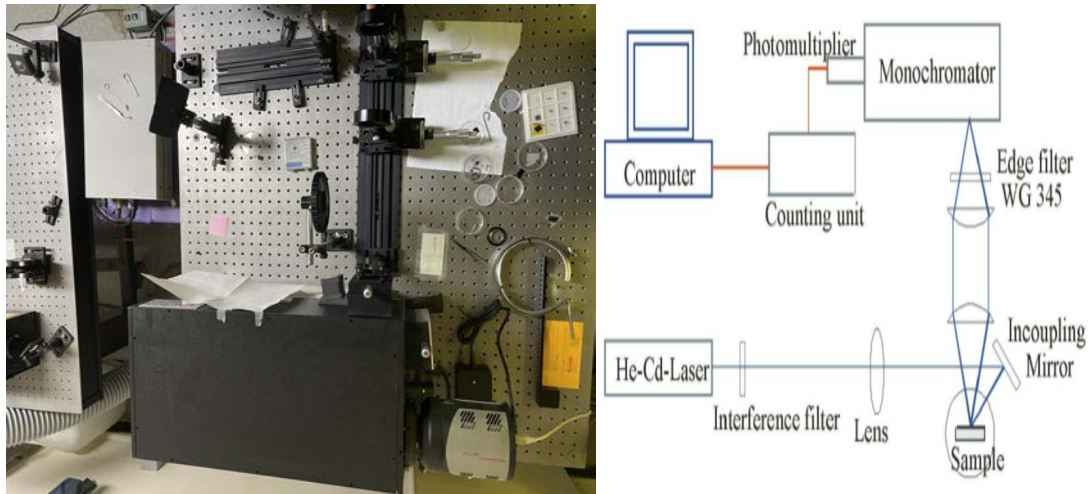 Photomultiplier
Monochromator
Computer
Counting unit
Edge filter
WG 345
He-Cd-Laser
Interference filter
Lens
Incoupling
Mirror
Sample